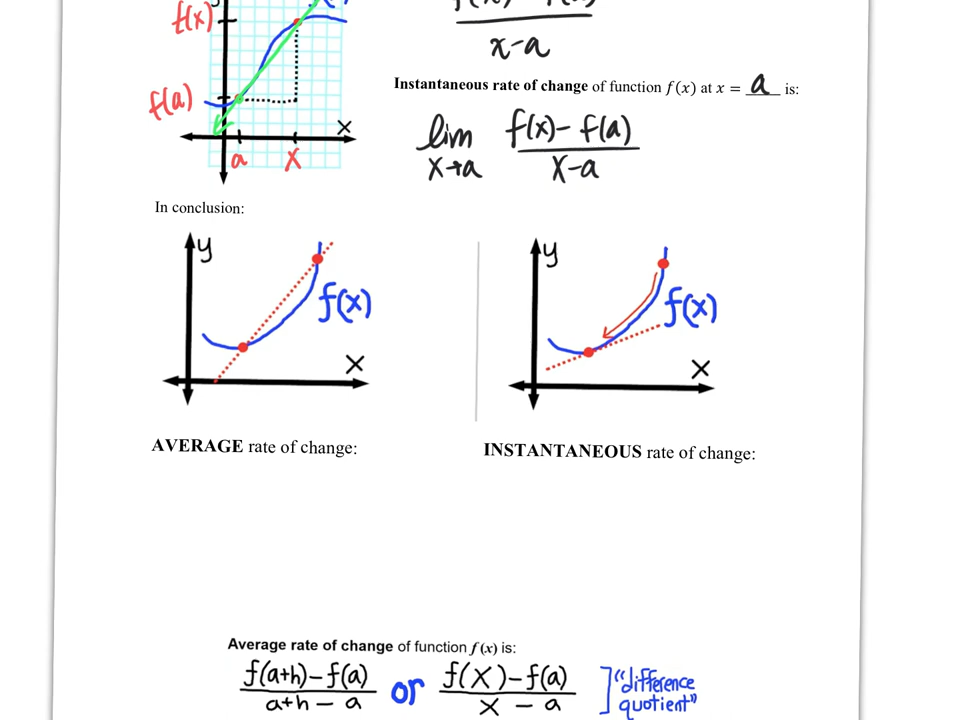 f(x)
x-a
Instantaneous rate of change of function f(x) at x = a is:
f(a)
lim f(x)- f(a)
x→a x-a
x
a x
In conclusion:
y
f(x)
x
y
f(x)
x
AVERAGE rate of change:
INSTANTANEOUS rate of change:
Average rate of change of function f(x) is:
f(a+h)-f(a) or f(x)-f(a) ] "difference
a+h - a x - a quotient"